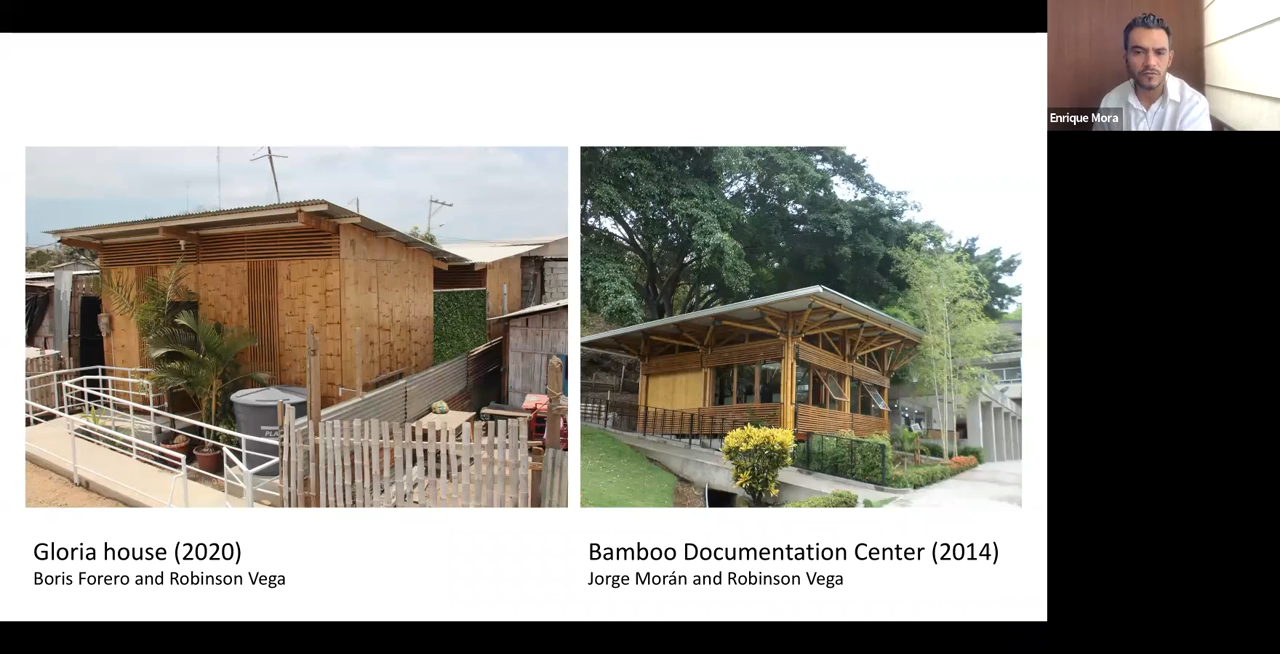 Enrique Mora
PLA
Gloria house (2020)
Boris Forero and Robinson Vega
Bamboo Documentation Center (2014)
Jorge Morán and Robinson Vega